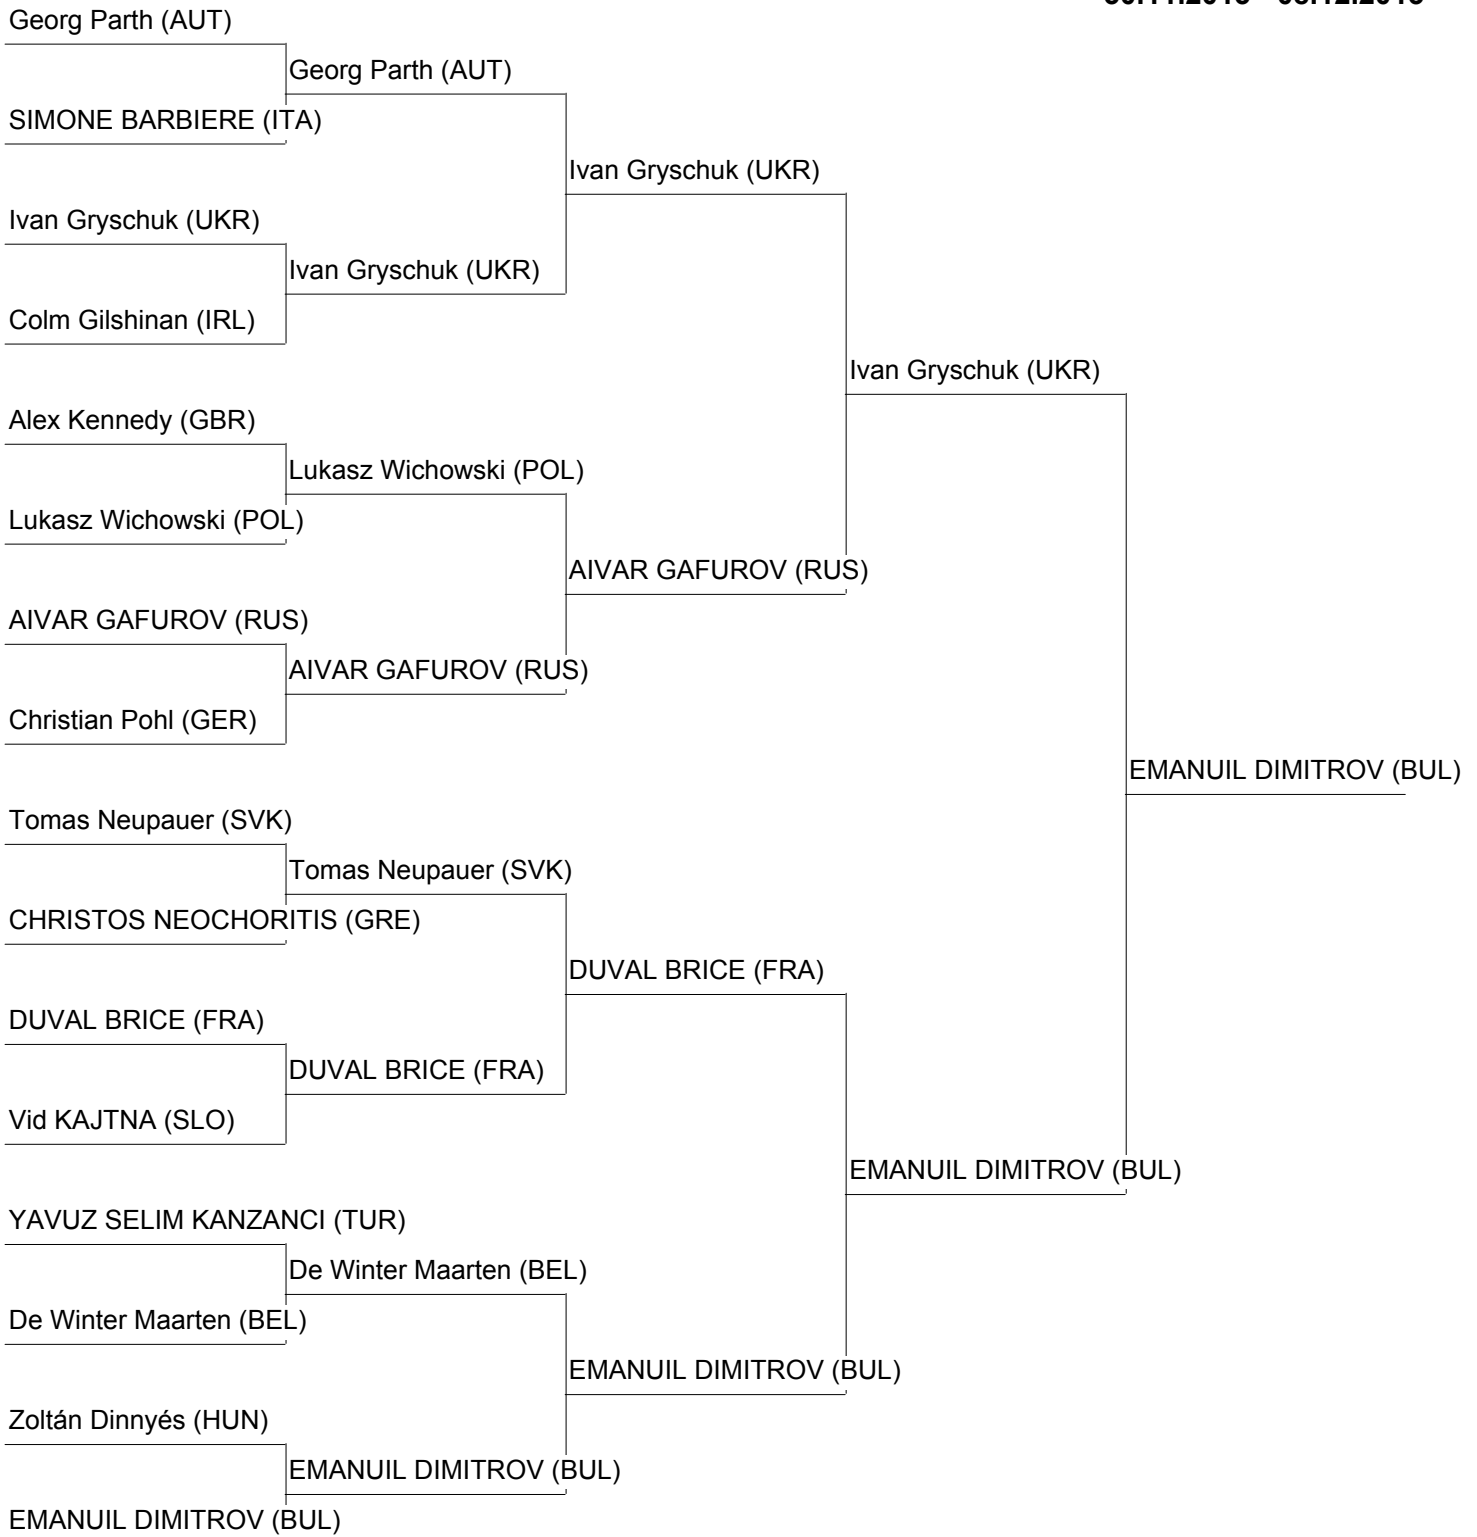 Georg Parth (AUT)
Georg Parth (AUT)
SIMONE BARBIERE (ITA)
Ivan Gryschuk (UKR)
Ivan Gryschuk (UKR)
Ivan Gryschuk (UKR)
Colm Gilshinan (IRL)
Ivan Gryschuk (UKR)
Alex Kennedy (GBR)
Lukasz Wichowski (POL)
Lukasz Wichowski (POL)
AIVAR GAFUROV (RUS)
AIVAR GAFUROV (RUS)
AIVAR GAFUROV (RUS)
Christian Pohl (GER)
EMANUIL DIMITROV (BUL)
Tomas Neupauer (SVK)
Tomas Neupauer (SVK)
CHRISTOS NEOCHORITIS (GRE)
DUVAL BRICE (FRA)
DUVAL BRICE (FRA)
DUVAL BRICE (FRA)
Vid KAJTNA (SLO)
EMANUIL DIMITROV (BUL)
YAVUZ SELIM KANZANCI (TUR)
De Winter Maarten (BEL)
De Winter Maarten (BEL)
EMANUIL DIMITROV (BUL)
Zoltán Dinnyés (HUN)
EMANUIL DIMITROV (BUL)
EMANUIL DIMITROV (BUL)